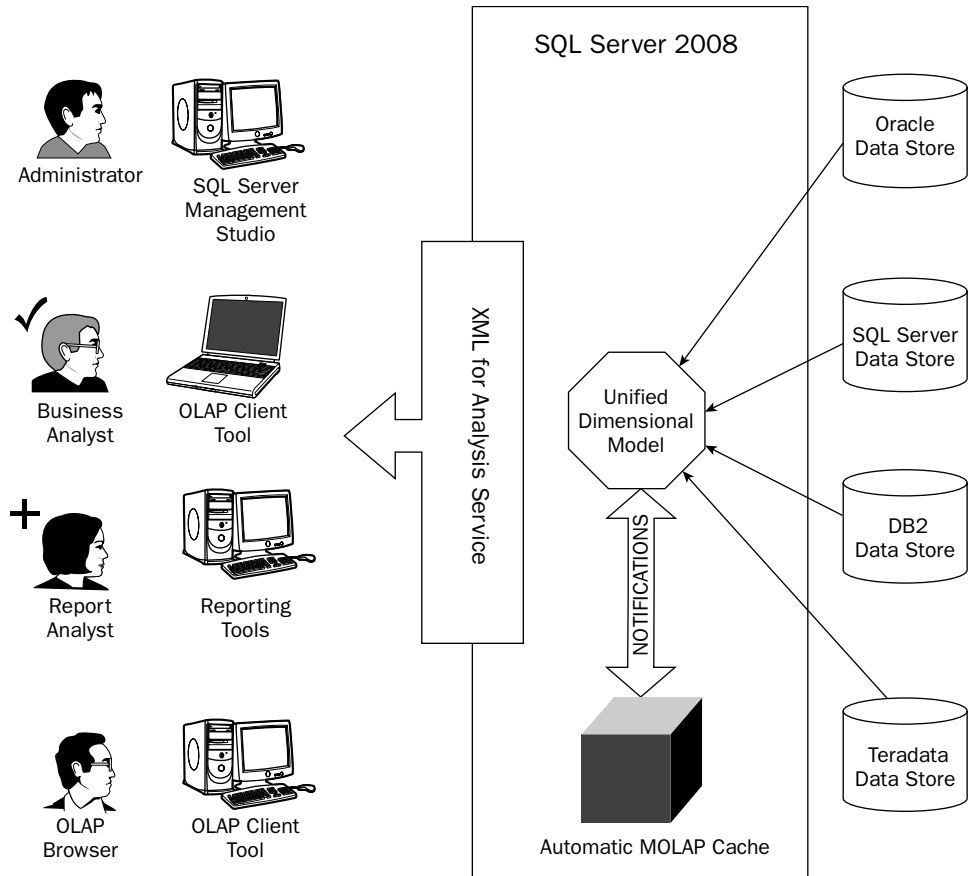 SQL Server 2008
Administrator
SQL Server
Management
Studio
Business
Analyst
OLAP Client
Tool
Report
Analyst
Reporting
Tools
OLAP
Browser
OLAP Client
Tool
XML for Analysis Service
Unified
Dimensional
Model
NOTIFICATIONS
Automatic MOLAP Cache
Oracle
Data Store
SQL Server
Data Store
DB2
Data Store
Teradata
Data Store